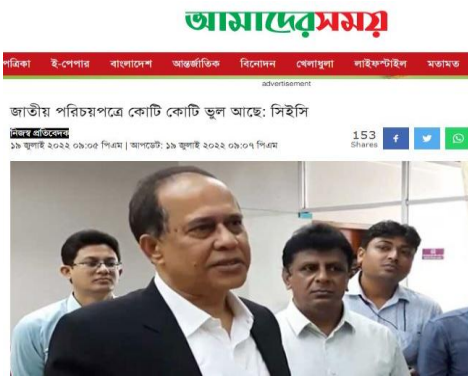 আমাদেরসময়
পত্রিকা ই-পেপার বাংলাদেশ আন্তর্জাতিক বিনোদন খেলাধুলা লাইফস্টাইল মতামত
advertisement
জাতীয় পরিচয়পত্রে কোটি কোটি ভুল আছে: সিইসি
নিজস্ব প্রতিবেদক
১৯ জুলাই ২০২২ ০৯:০৫ পিএম | আপডেট: ১৯ জুলাই ২০২২ ০৯:০৭ পিএম
153
Shares